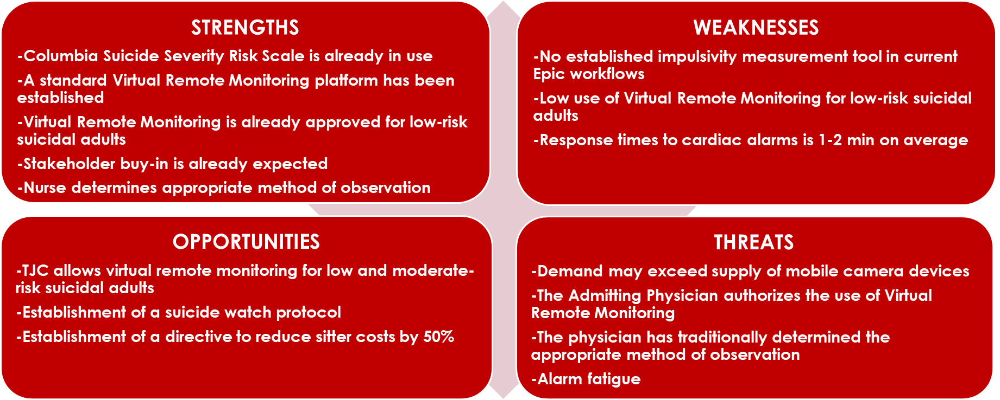 STRENGTHS
-Columbia Suicide Severity Risk Scale is already in use
-A standard Virtual Remote Monitoring platform has been
established
-Virtual Remote Monitoring is already approved for low-risk
suicidal adults
-Stakeholder buy-in is already expected
-Nurse determines appropriate method of observation
WEAKNESSES
-No established impulsivity measurement tool in current
Epic workflows
-Low use of Virtual Remote Monitoring for low-risk suicidal
adults
-Response times to cardiac alarms is 1-2 min on average
OPPORTUNITIES
-TJC allows virtual remote monitoring for low and moderate-
risk suicidal adults
-Establishment of a suicide watch protocol
-Establishment of a directive to reduce sitter costs by 50%
THREATS
-Demand may exceed supply of mobile camera devices
-The Admitting Physician authorizes the use of Virtual
Remote Monitoring
-The physician has traditionally determined the
appropriate method of observation
-Alarm fatigue